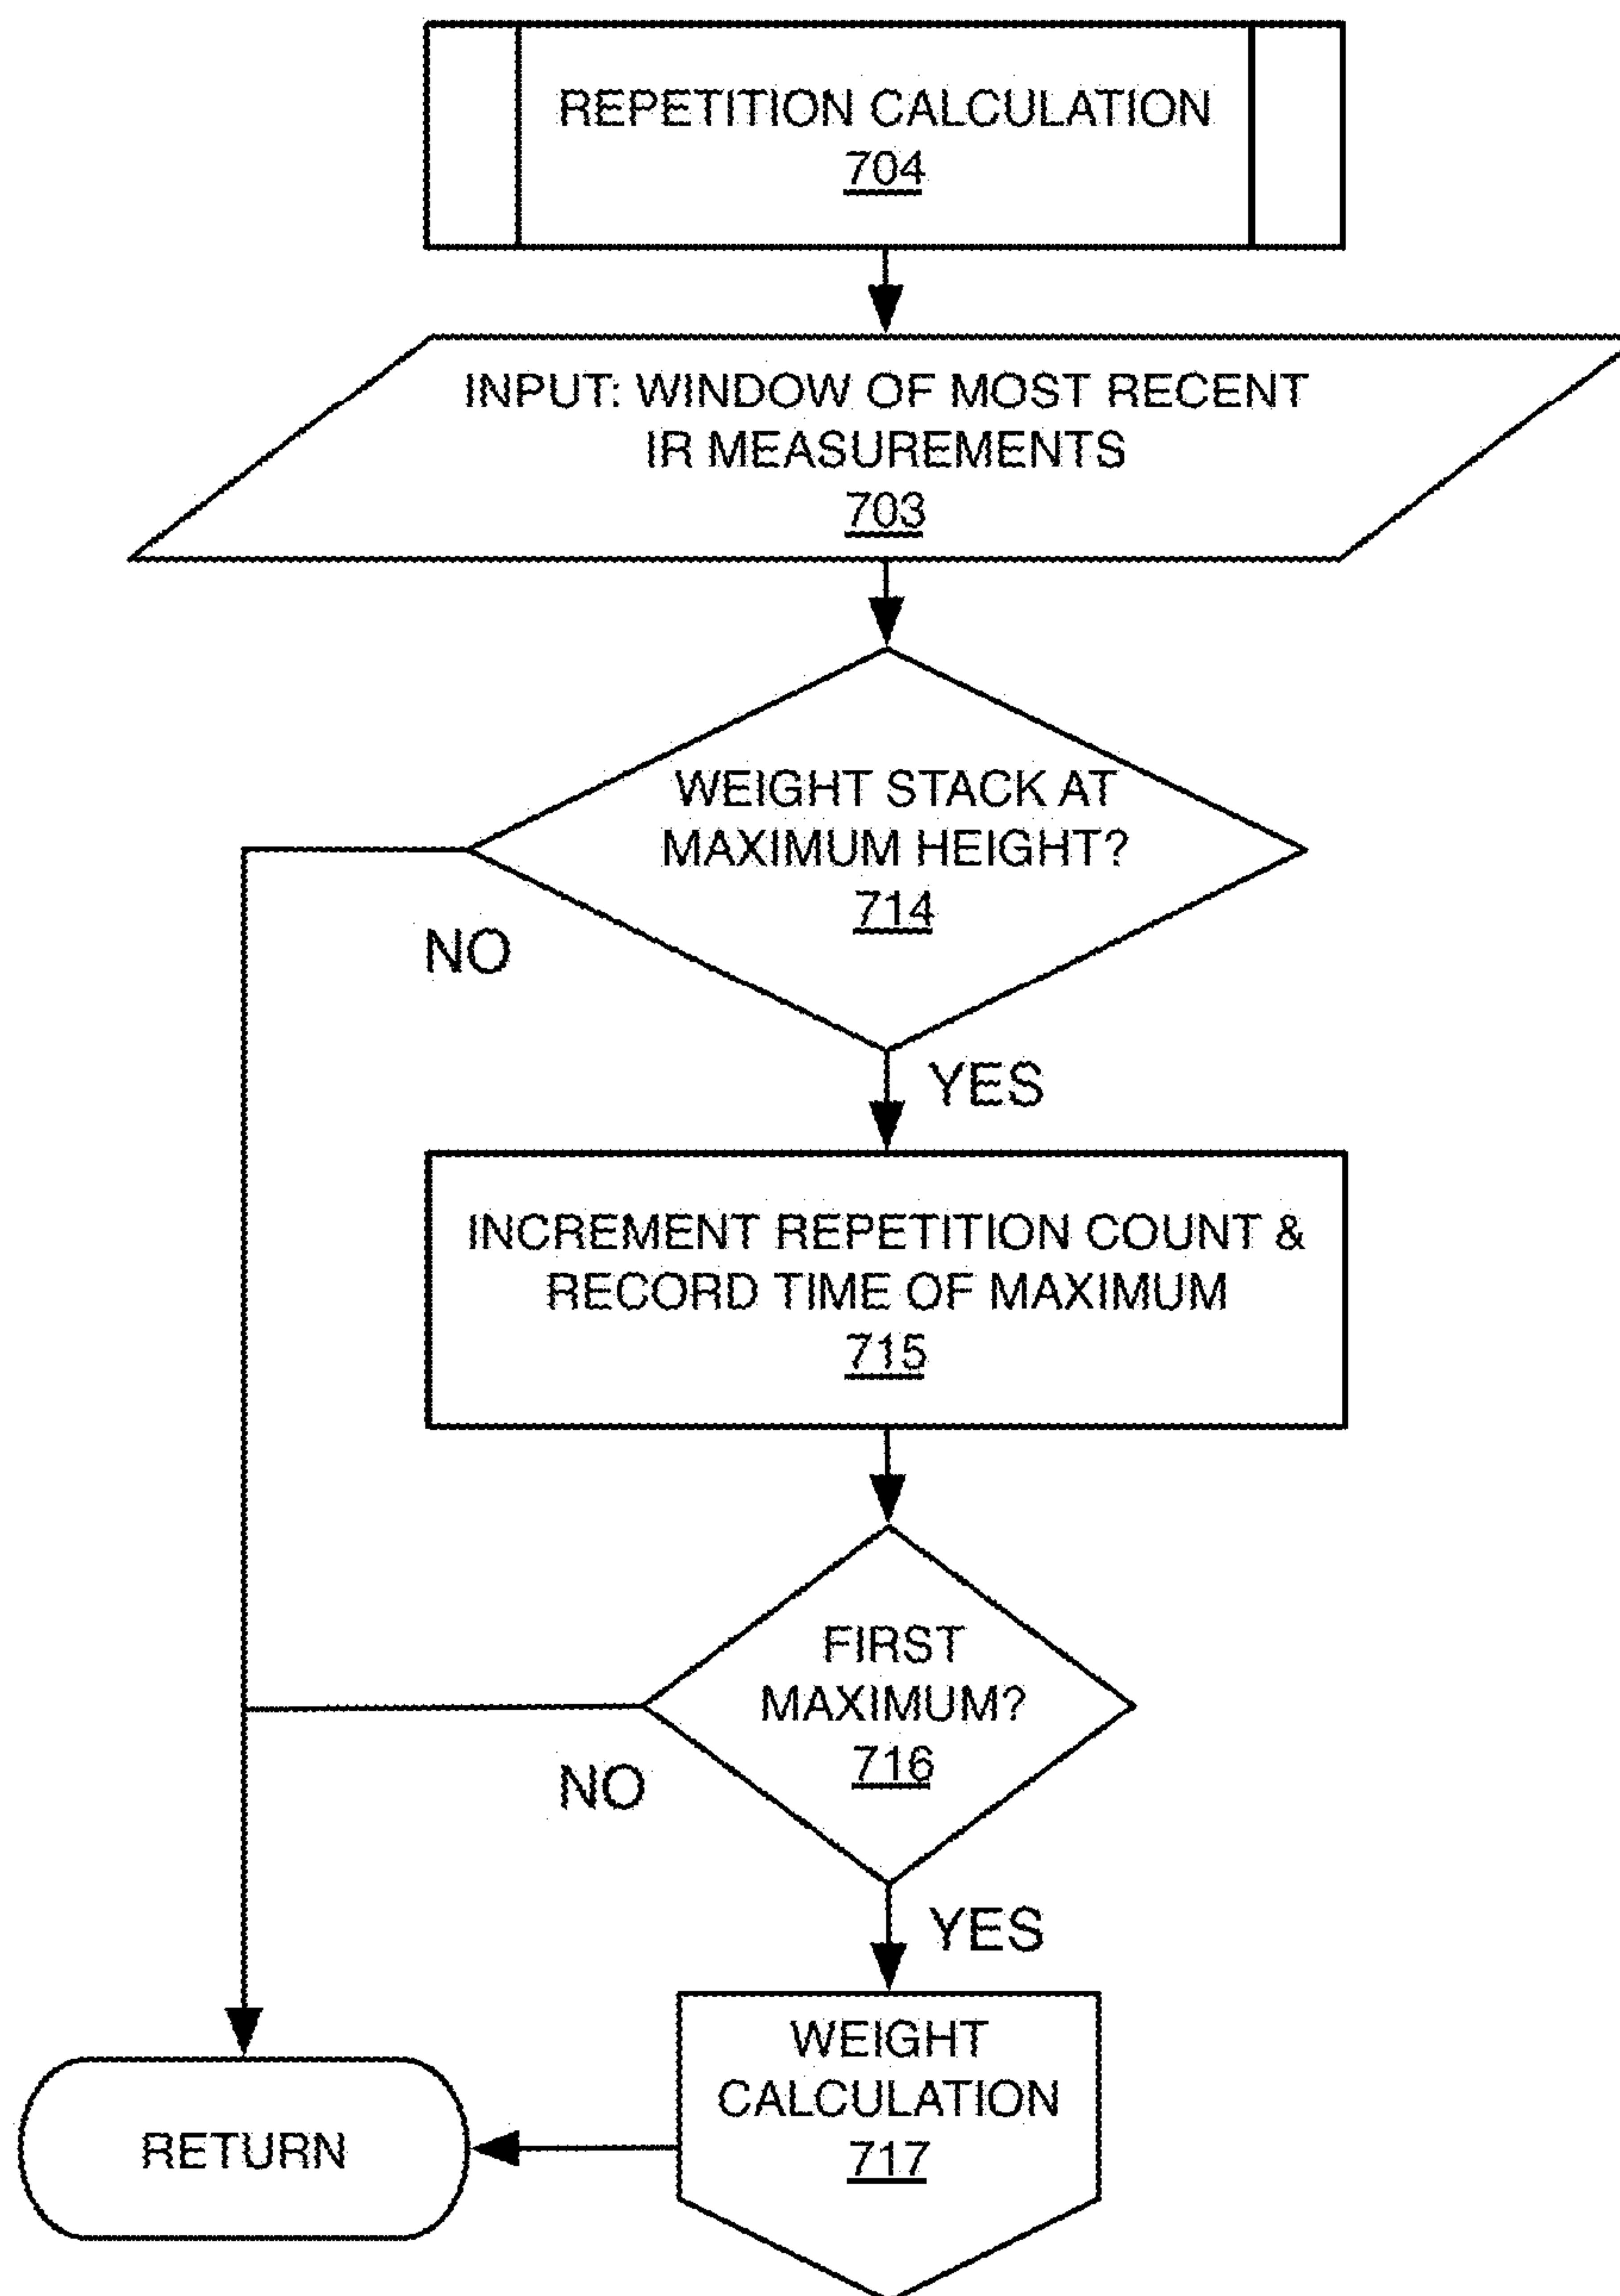 REPETITION CALCULATION
704
INPUT: WINDOW OF MOST RECENT
IR MEASUREMENTS
703
WEIGHT STACK AT
MAXIMUM HEIGHT?
714
NO
YES
INCREMENT REPETITION COUNT &
RECORD TIME OF MAXIMUM
715
FIRST
MAXIMUM?
716
NO
YES
WEIGHT
CALCULATION
717
RETURN